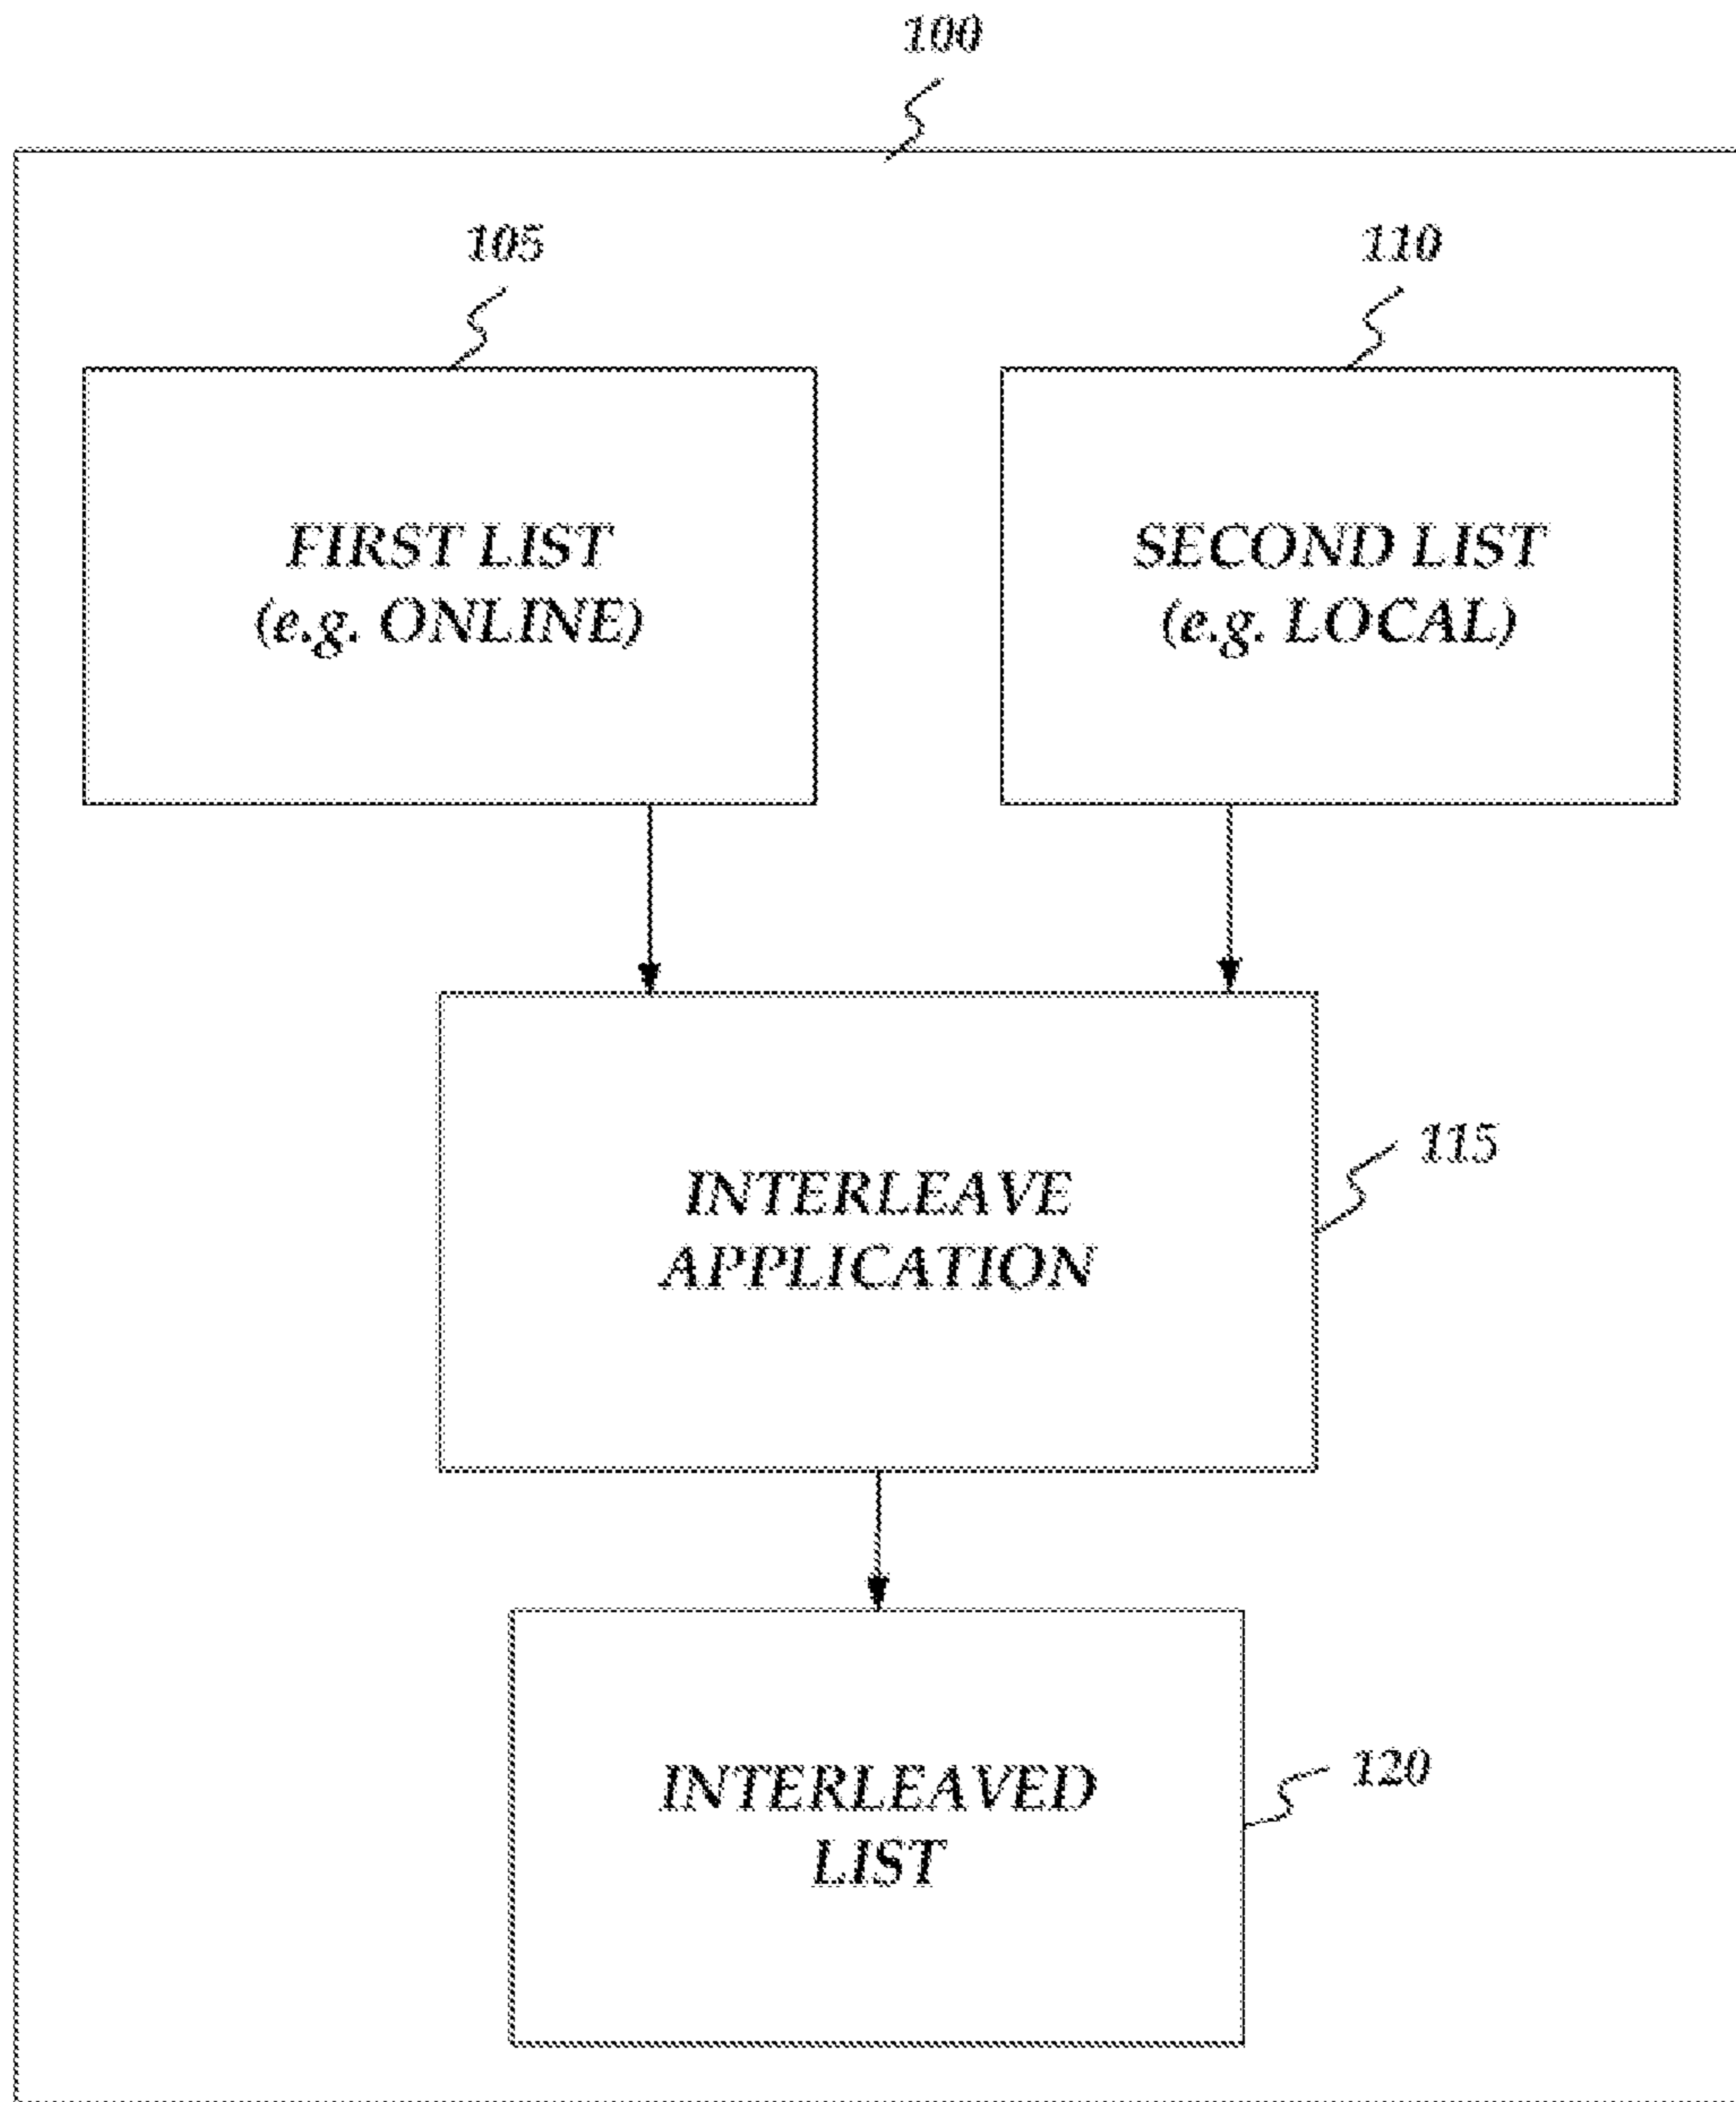 100
105
110
FIRST LIST
(e.g. ONLINE)
SECOND LIST
(e.g. LOCAL)
INTERLEAVE
APPLICATION
115
INTERLEAVED
LIST
120